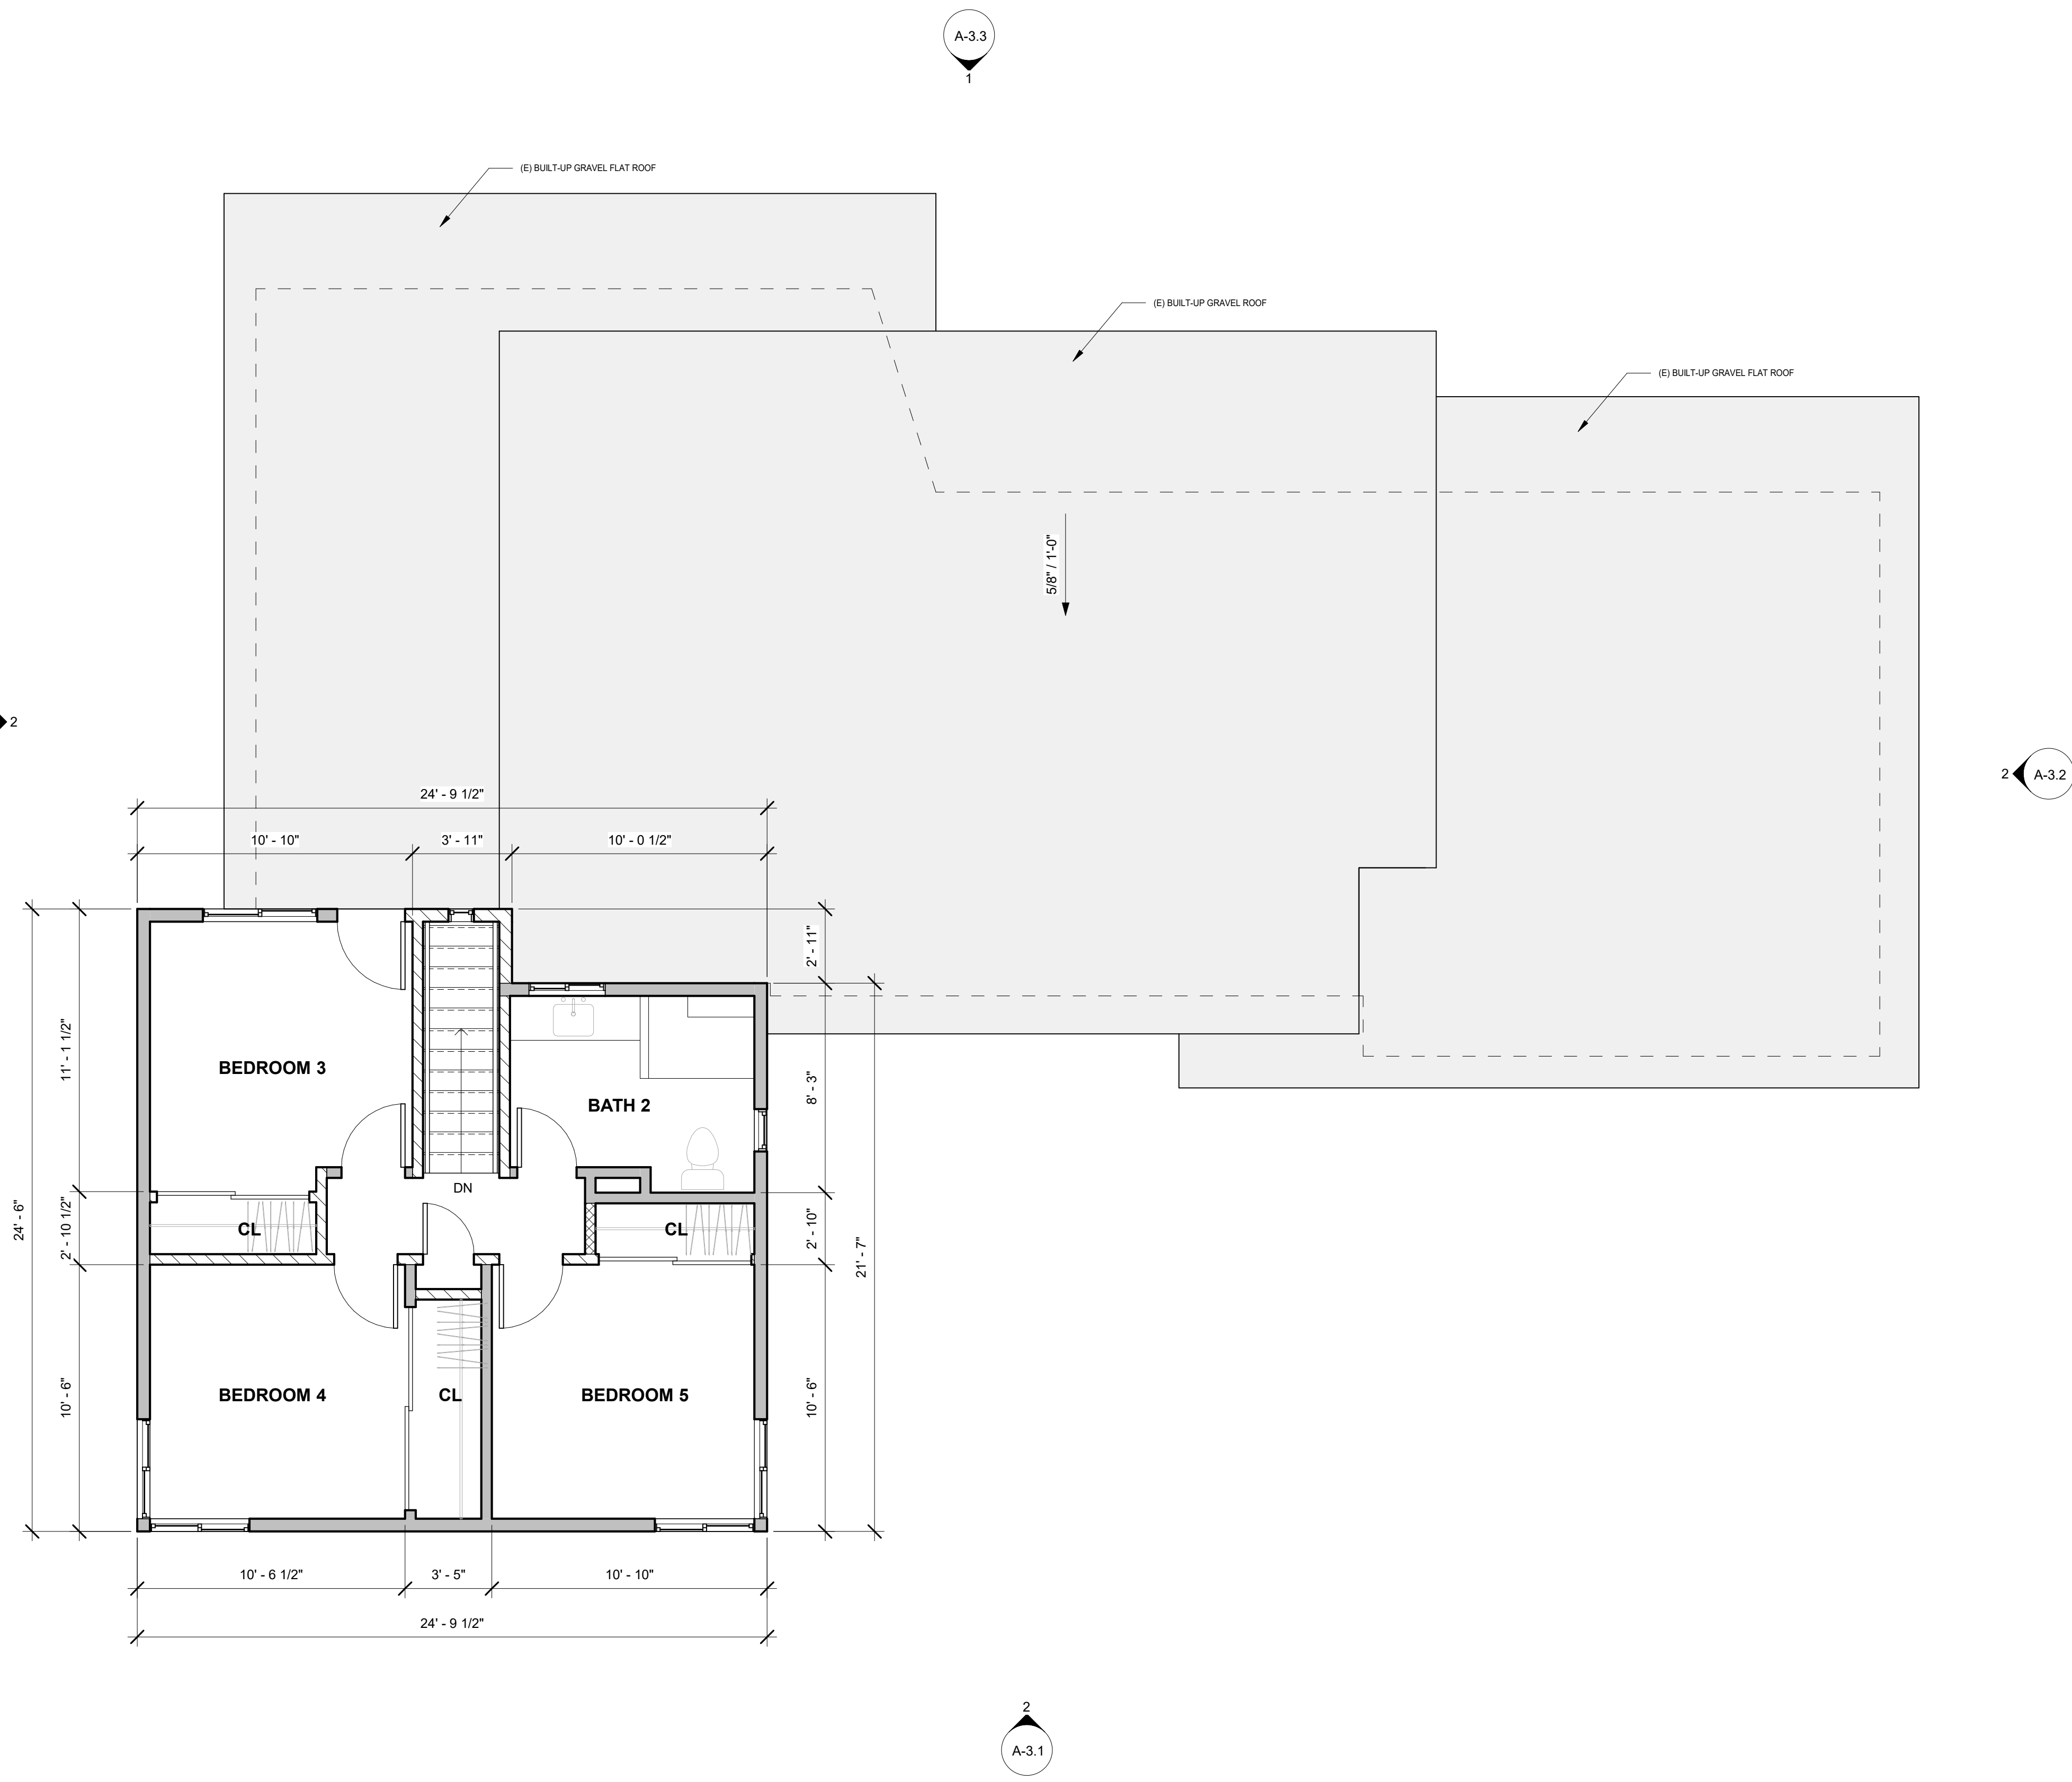 A-3.3
1
(E) BUILT-UP GRAVEL FLAT ROOF
(E) BUILT-UP GRAVEL ROOF
(E) BUILT-UP GRAVEL FLAT ROOF
5/8" / 1'-0"
2
2
A-3.2
24' - 9 1/2"
10' - 10"
3' - 11"
10' - 0 1/2"
2' - 11"
11' - 1 1/2"
BEDROOM 3
BATH 2
8' - 3"
DN
24' - 6"
2' - 10 1/2"
CL
CL
2' - 10"
21' - 7"
10' - 6"
BEDROOM 4
CL
BEDROOM 5
10' - 6"
10' - 6 1/2"
3' - 5"
10' - 10"
24' - 9 1/2"
2
A-3.1